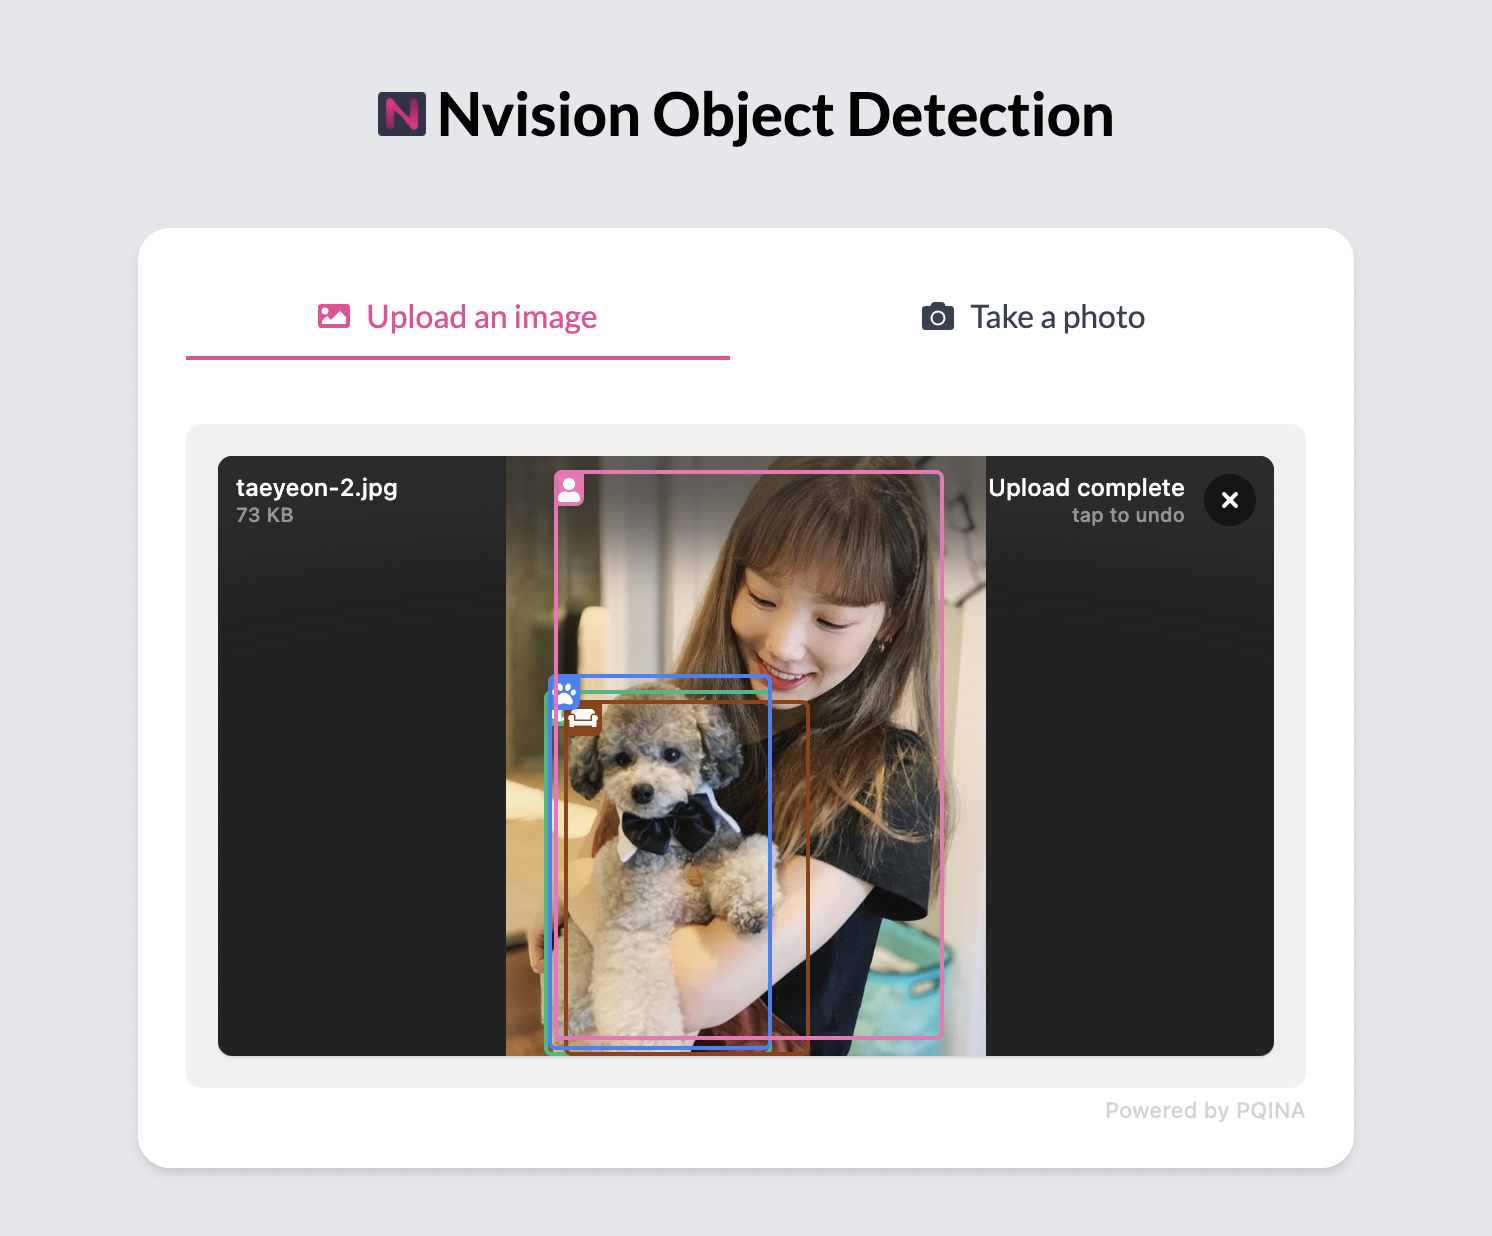 N Nvision Object Detection
Upload an image
Take a photo
taeyeon-2.jpg
73 KB
Upload complete
tap to undo
Powered by PQINA